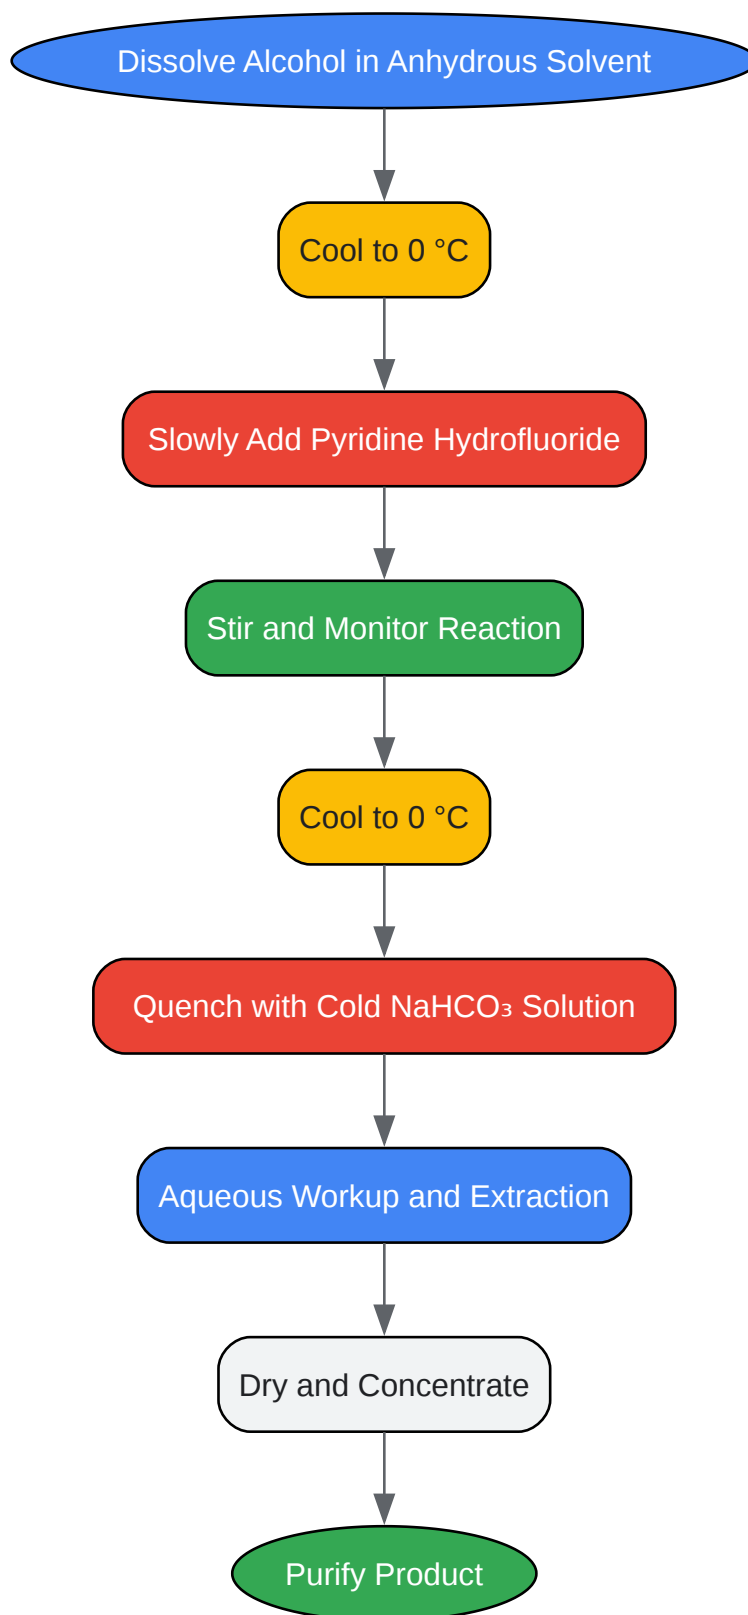 Dissolve Alcohol in Anhydrous Solvent
Cool to 0 °C
Slowly Add Pyridine Hydrofluoride
Stir and Monitor Reaction
Cool to 0 °C
Quench with Cold NaHCO₃ Solution
Aqueous Workup and Extraction
Dry and Concentrate
Purify Product